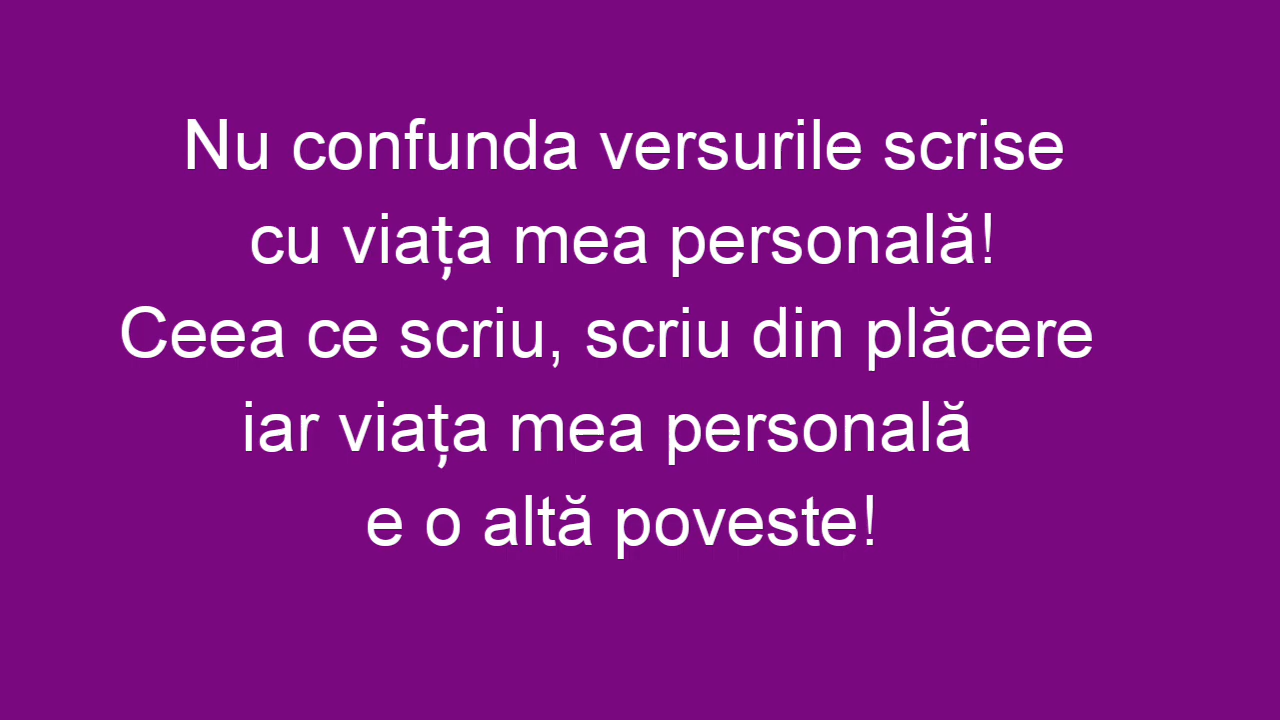 Nu confunda versurile scrise
cu viața mea personală!
Ceea ce scriu, scriu din plăcere
iar viața mea personală
e o altă poveste!